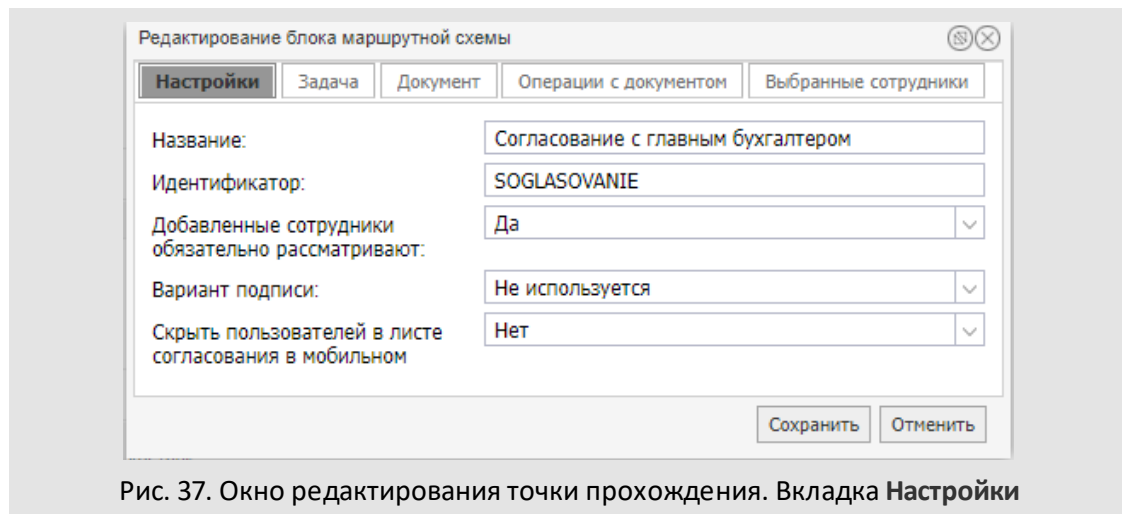 Редактирование блока маршрутной схемы
Настройки Задача Документ Операции с документом Выбранные сотрудники
Название: Согласование с главным бухгалтером
Идентификатор: SOGLASOVANIE
Добавленные сотрудники Да
обязательно рассматривают:
Вариант подписи: Не используется
Скрыть пользователей в листе Нет
согласования в мобильном
Сохранить Отменить
Рис. 37. Окно редактирования точки прохождения. Вкладка Настройки